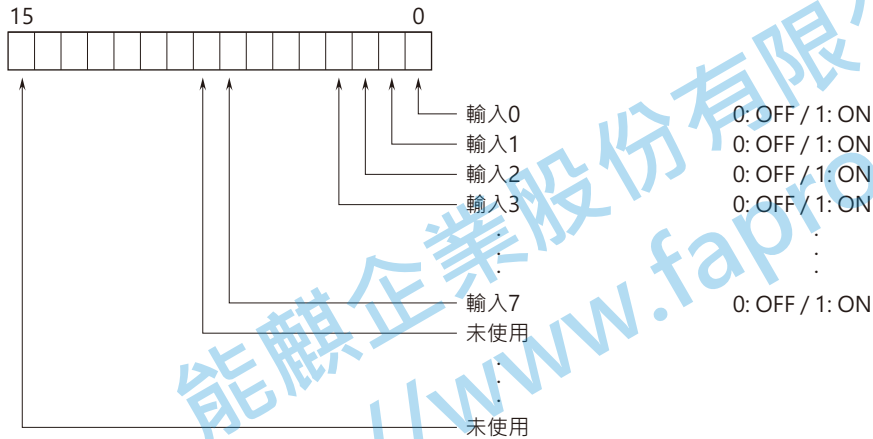 15 0
輸入0 0: OFF / 1: ON
輸入1 0: OFF / 1: ON
輸入2 0: OFF / 1: ON
輸入3 0: OFF / 1: ON
輸入7 0: OFF / 1: ON
未使用
未使用
能麒企業股份有限
//www.fapro